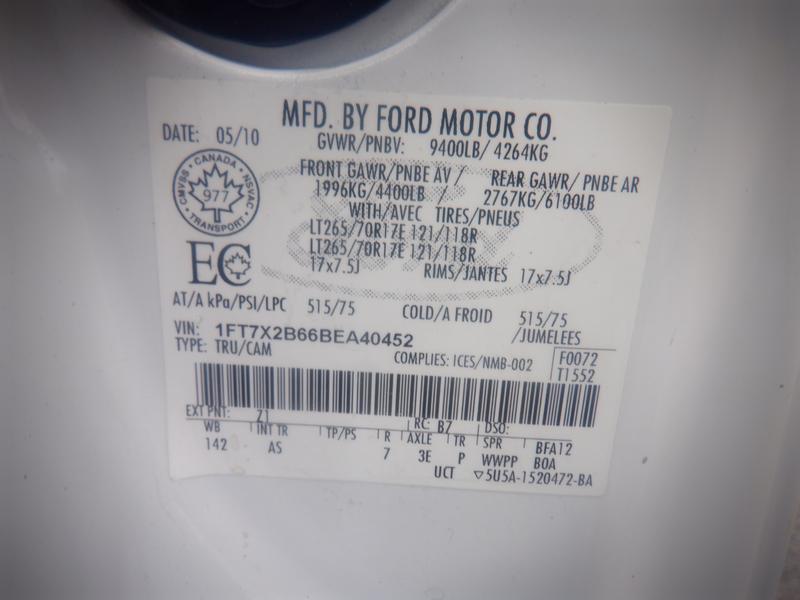 MFD. BY FORD MOTOR CO.
DATE: 05/10 GVWR/PNBV: 9400LB/ 4264KG
FRONT GAWR/PNBE AV / REAR GAWR/ PNBE AR
1996KG/4400LB / 2767KG/6100LB
WITH/AVEC TIRES/PNEUS
LT265/70R17E 121/118R
LT265/70R17E 121/118R
17x7.5J RIMS/JANTES 17x7.5J
CANADA
CMVSS 977 NSVAC
TRANSPORT
EC
AT/A kPa/PSI/LPC 515/75 COLD/A FROID 515/75
/JUMELEES
VIN: 1FT7X2B66BEA40452
TYPE: TRU/CAM COMPLIES: ICES/NMB-002 F0072
T1552
EXT PNT: Z1 RC: B7 DSO:
WB INT TR TP/PS R AXLE TR SPR BFA12
142 AS 7 3E P WWPP BOA
UCT ▽5U5A-1520472-BA